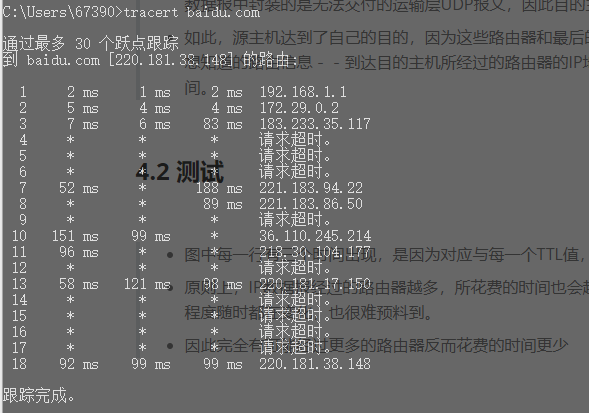 数据报中封装的是无法交付的运输层UDP报文，因此目的主
C:\Users\67390>tracert baidu.com
如此，源主机达到了自己的目的，因为这些路由器和最后的
通过最多 30 个跃点跟踪
到 baidu.com [220.181.38.148] 的路由:
到达目的主机所经过的路由器的IP地
间。
1 2 ms 1 ms 2 ms 192.168.1.1
2 5 ms 4 ms 4 ms 172.29.0.2
3 7 ms 6 ms 83 ms 183.233.35.117
4 * * * 请求超时。
5 * * * 请求超时。
6 * * * 请求超时。
4.2 测试
7 52 ms * 188 ms 221.183.94.22
8 * * 89 ms 221.183.86.50
9 * * * 请求超时。
10 151 ms 99 ms * 36.110.245.214
图中每一行 出现，是因为对应与每一个TTL值，
11 96 ms * * 218.30.104.177
12 * * * 请求超时。
13 58 ms 121 ms 98 ms 220.181.17.150
原则上，IP 经过的路由器越多，所花费的时间也会越
14 * * * 请求超时。
15 * * * 请求超时。
程度随时都 也很难预料到。
16 * * * 请求超时。
17 * * * 请求超时。
因此完全有 更多的路由器反而花费的时间更少
18 92 ms 99 ms 99 ms 220.181.38.148
跟踪完成。